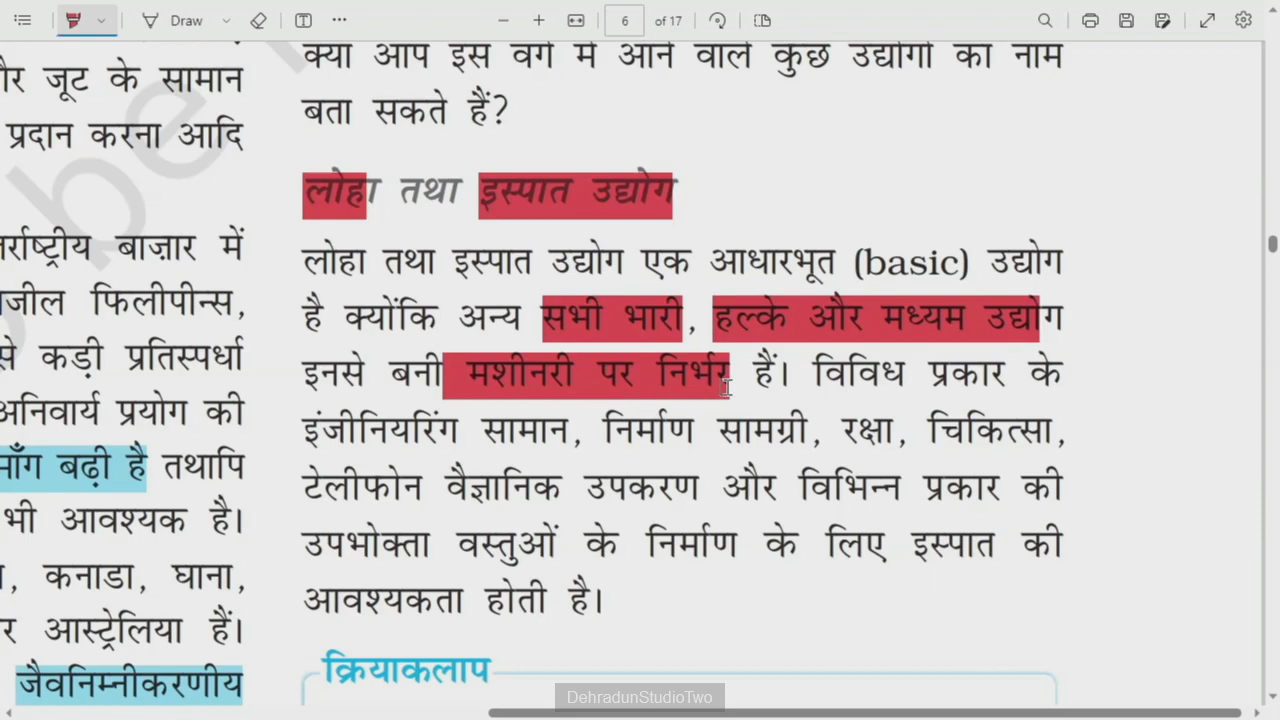 Draw
6
of 17
और जूट के सामान
प्रदान करना आदि
बाज़ार में
फिलीपीन्स,
से कड़ी प्रतिस्पर्धा
अनिवार्य प्रयोग की
माँग बढ़ी है तथापि
भी आवश्यक है।
कनाडा, घाना,
आस्ट्रेलिया हैं।
जैवनिम्नीकरणीय
क्या आप इस वर्ग में आने वाले कुछ उद्योगों का नाम
बता सकते हैं?
लोहा तथा इस्पात उद्योग
लोहा तथा इस्पात उद्योग एक आधारभूत (basic) उद्योग
है क्योंकि अन्य सभी भारी, हल्के और मध्यम उद्योग
इनसे बनी मशीनरी पर निर्भर हैं। विविध प्रकार के
इंजीनियरिंग सामान, निर्माण सामग्री, रक्षा, चिकित्सा,
टेलीफोन वैज्ञानिक उपकरण और विभिन्न प्रकार की
उपभोक्ता वस्तुओं के निर्माण के लिए इस्पात की
आवश्यकता होती है।
क्रियाकलाप
DehradunStudioTwo